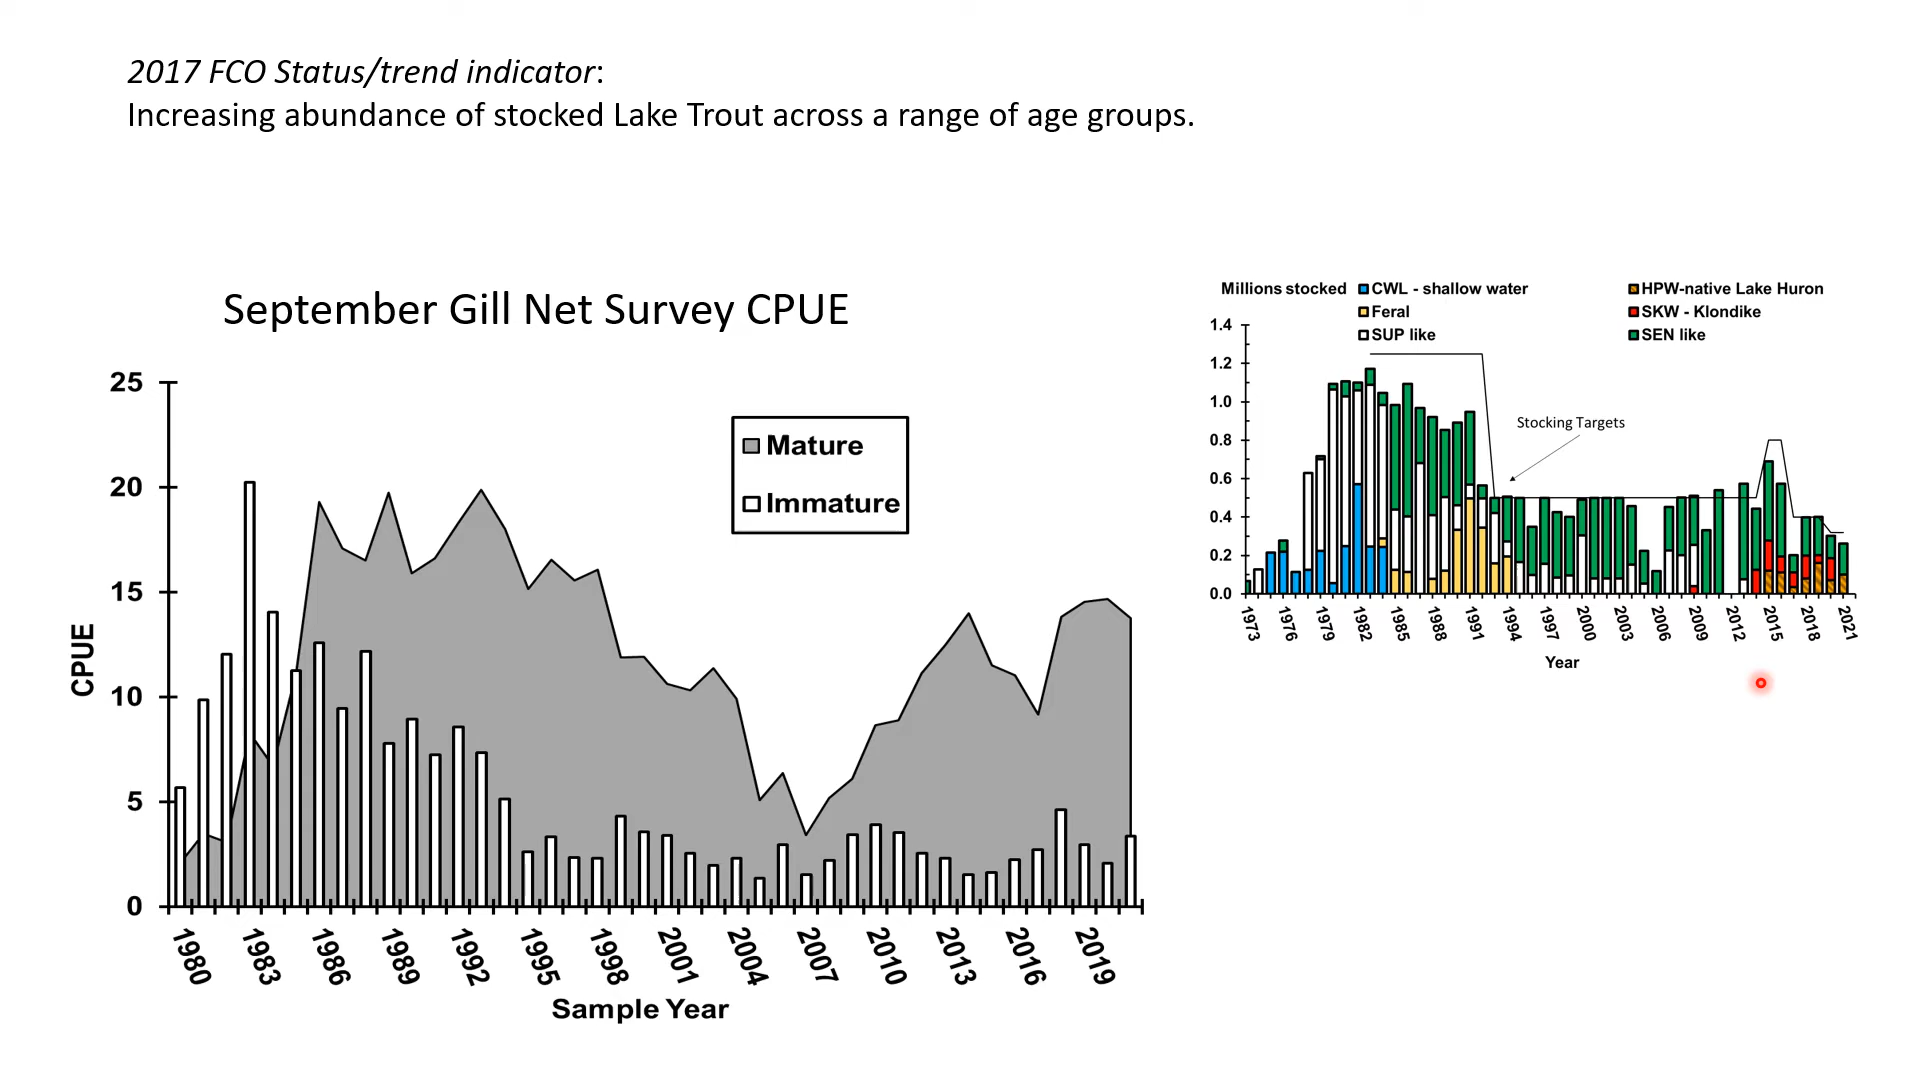 2017 FCO Status/trend indicator:
Increasing abundance of stocked Lake Trout across a range of age groups.
September Gill Net Survey CPUE
25
20
15
10
5
0
CPUE
Mature
Immature
1980 1983 1986 1989 1992 1995 1998 2001 2004 2007 2010 2013 2016 2019
Sample Year
Millions stocked CWL - shallow water HPW-native Lake Huron
Feral SKW - Klondike
SUP like SEN like
1.4
1.2
1.0
0.8
0.6
0.4
0.2
0.0
Stocking Targets
1973 1976 1979 1982 1985 1988 1991 1994 1997 2000 2003 2006 2009 2012 2015 2018 2021
Year